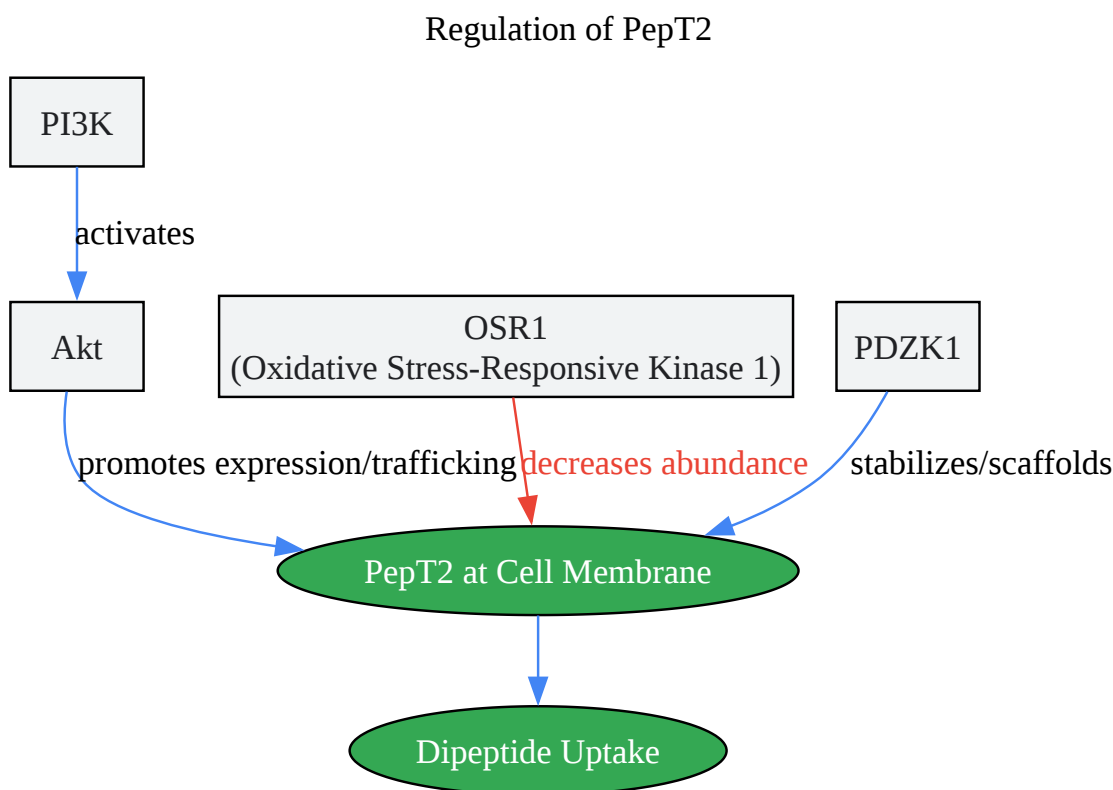 Regulation of PepT2
PI3K
activates
Akt
OSR1
(Oxidative Stress-Responsive Kinase 1)
PDZK1
promotes expression/trafficking
decreases abundance
stabilizes/scaffolds
PepT2 at Cell Membrane
Dipeptide Uptake